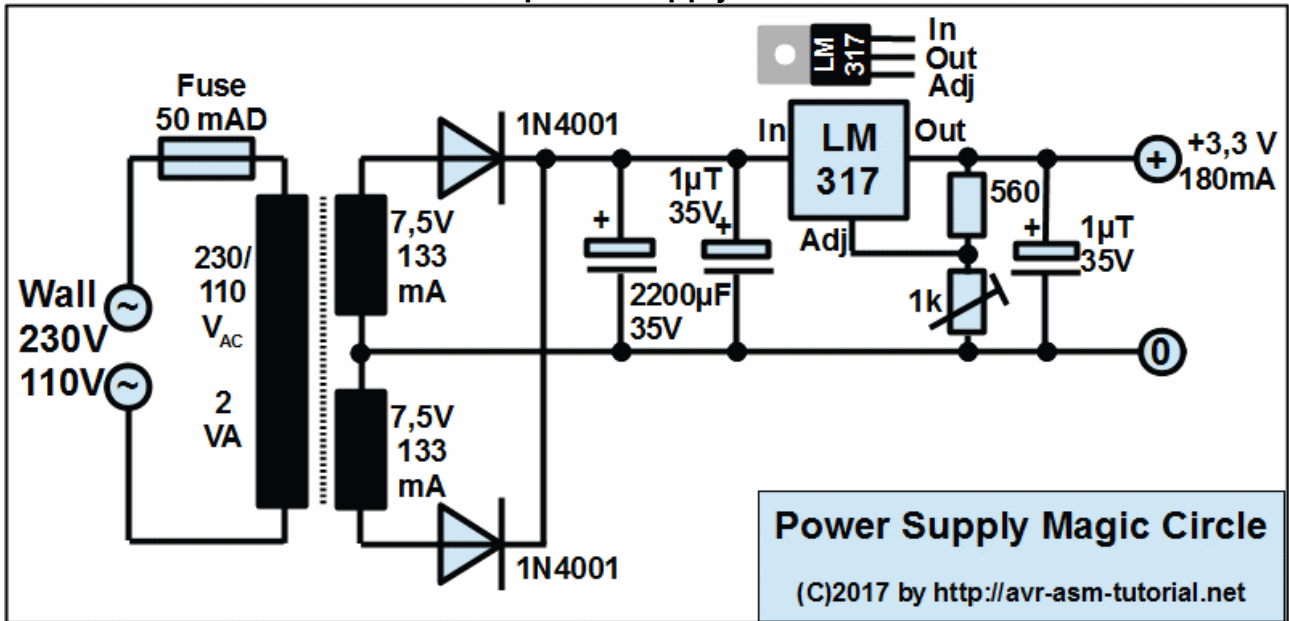 Fuse
50 mAD
Wall
230V
110V
~
~
230/
110
VAC
2
VA
7,5V
133
mA
7,5V
133
mA
1N4001
1N4001
+
2200µF
35V
1µT
35V
+
LM
317
In
Out
Adj
In
LM
317
Out
Adj
560
1k
+
1µT
35V
+
+3,3 V
180mA
0
Power Supply Magic Circle
(C)2017 by http://avr-asm-tutorial.net